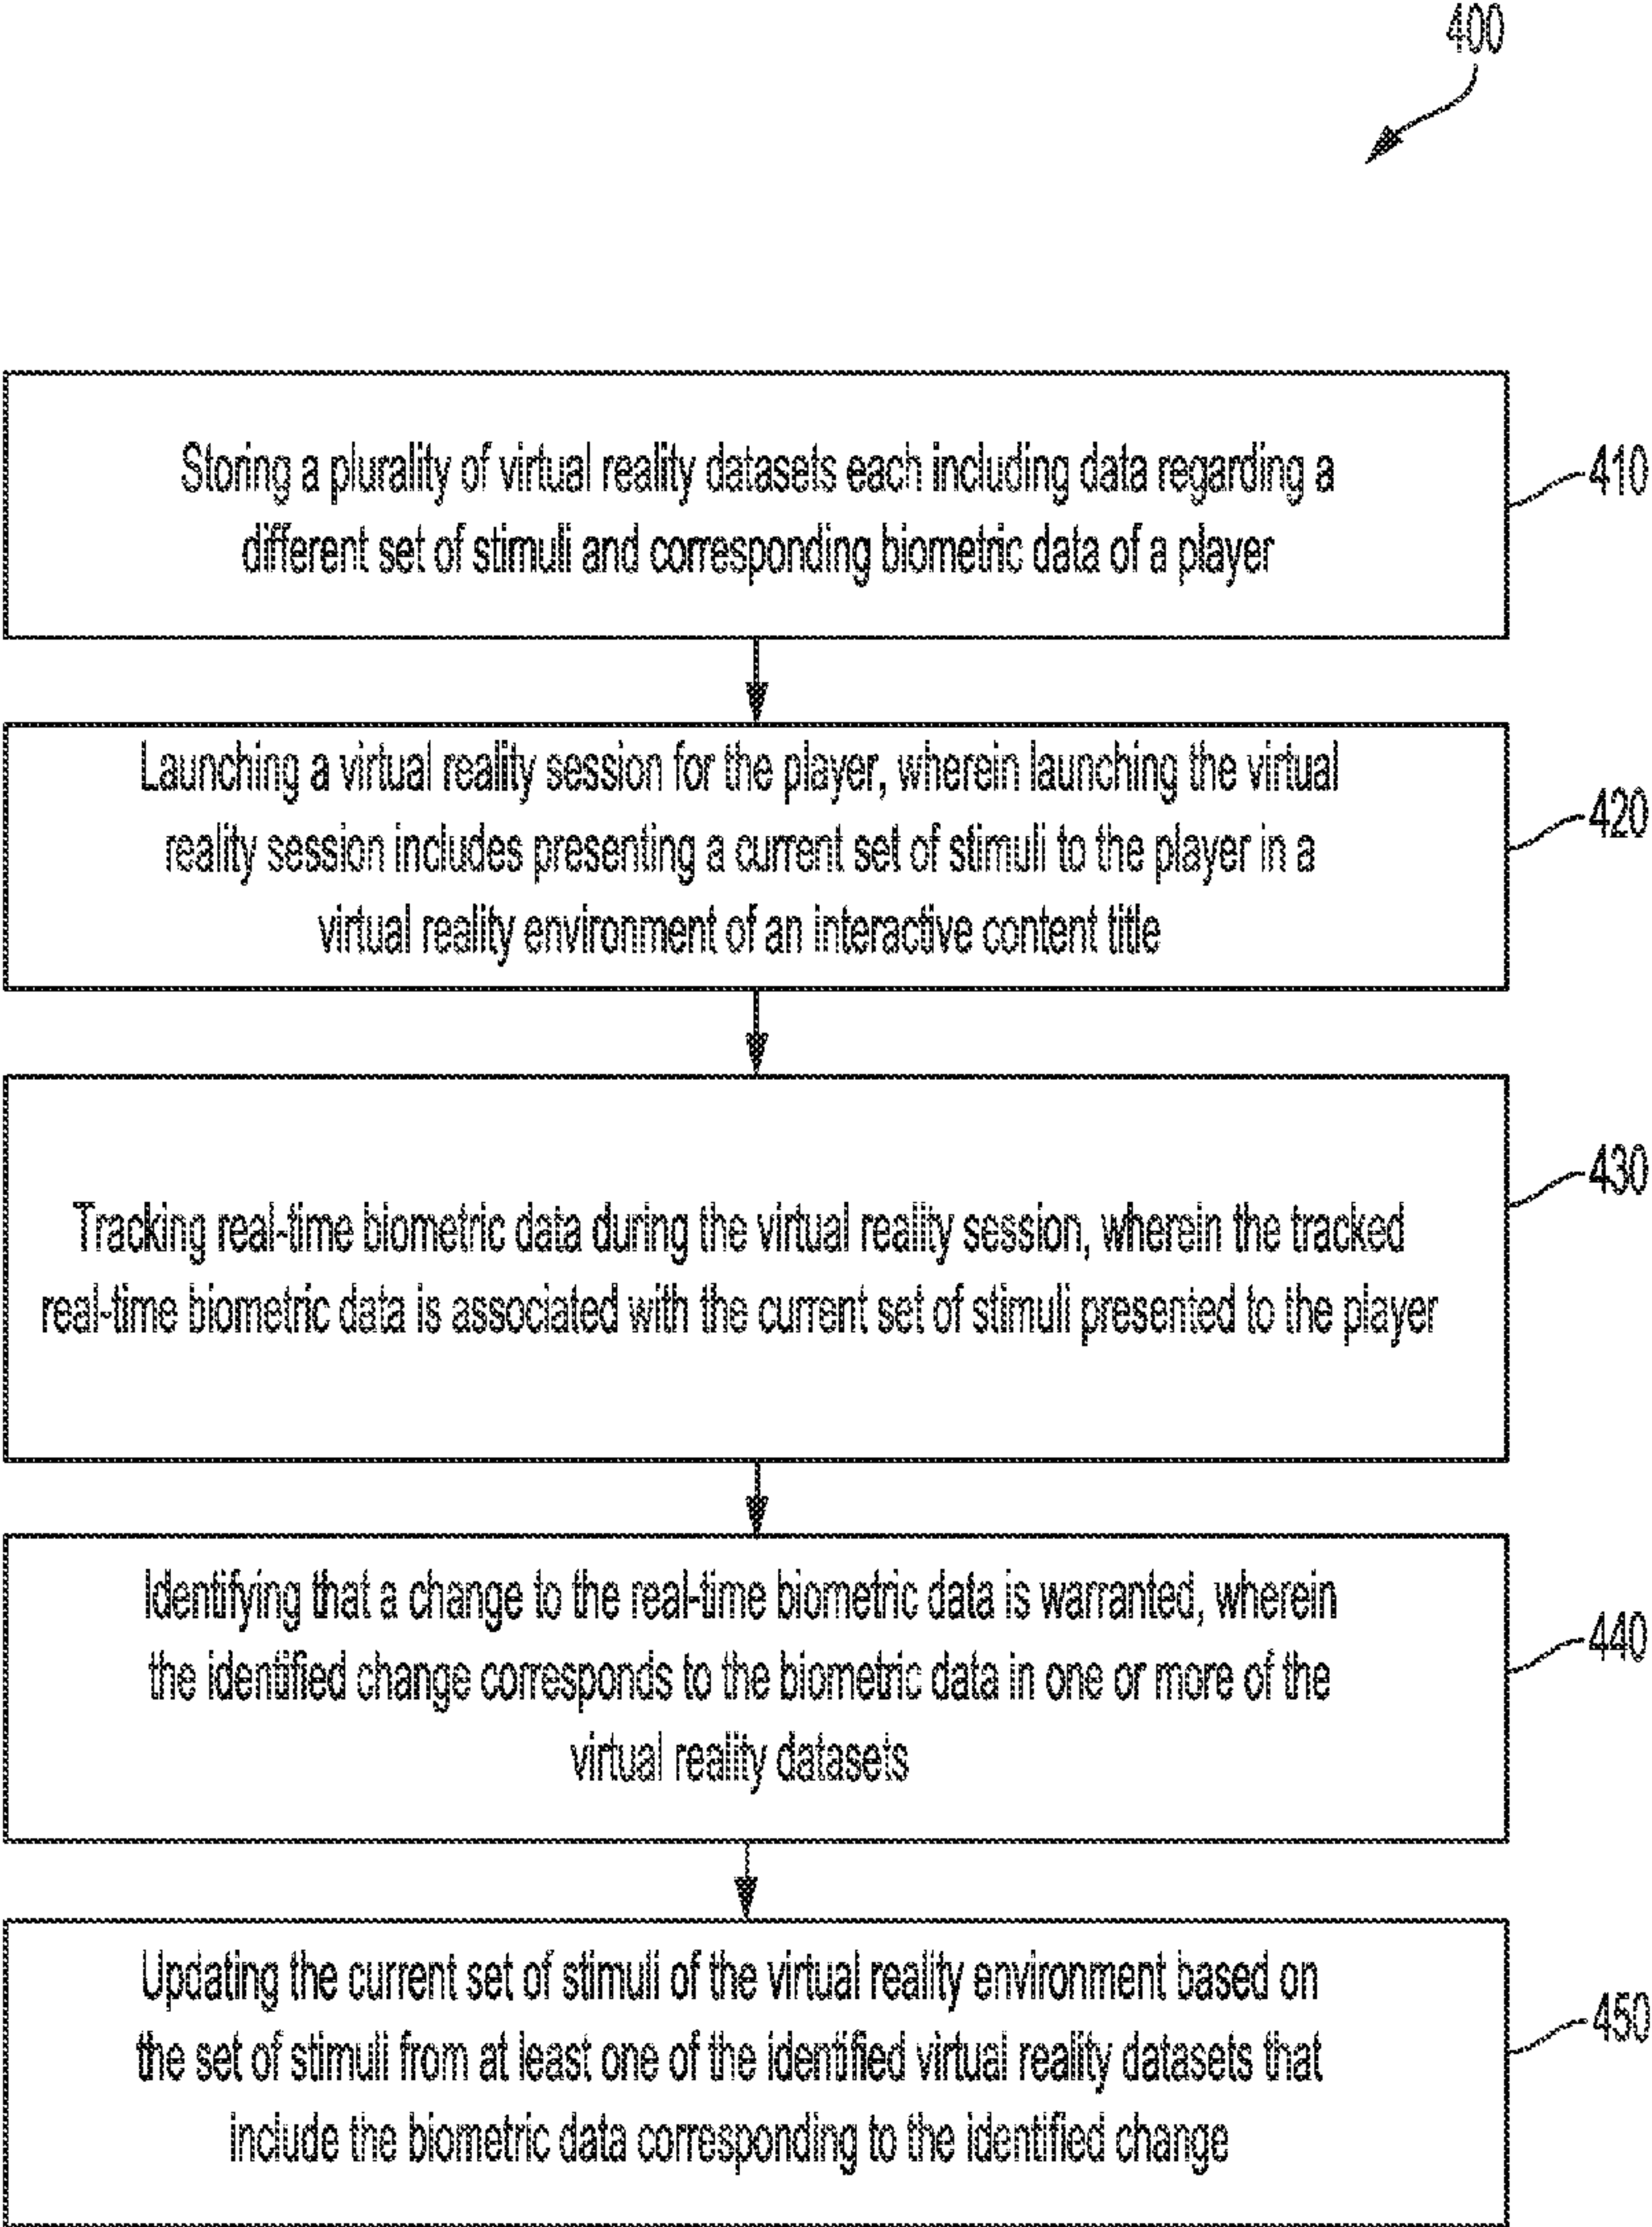 400
Storing a plurality of virtual reality datasets each including data regarding a
different set of stimuli and corresponding biometric data of a player
410
Launching a virtual reality session for the player, wherein launching the virtual
reality session includes presenting a current set of stimuli to the player in a
virtual reality environment of an interactive content title
420
Tracking real-time biometric data during the virtual reality session, wherein the tracked
real-time biometric data is associated with the current set of stimuli presented to the player
430
Identifying that a change to the real-time biometric data is warranted, wherein
the identified change corresponds to the biometric data in one or more of the
virtual reality datasets
440
Updating the current set of stimuli of the virtual reality environment based on
the set of stimuli from at least one of the identified virtual reality datasets that
include the biometric data corresponding to the identified change
450